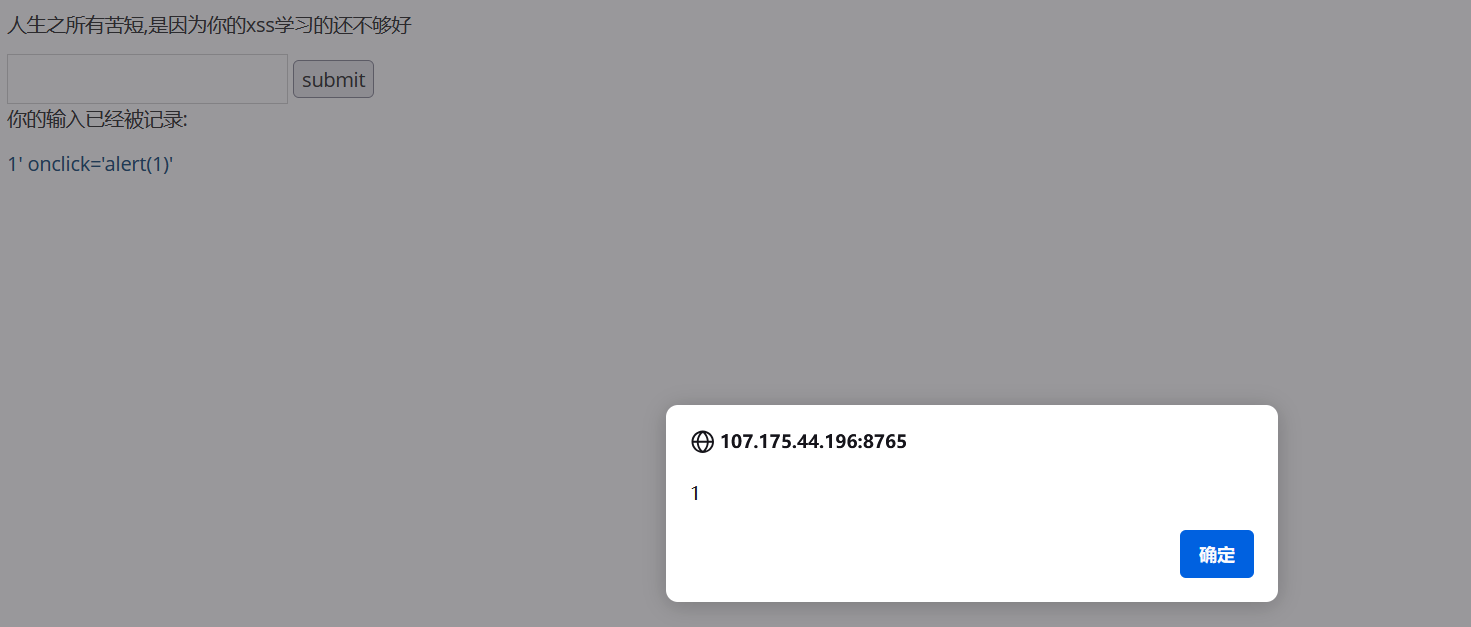 人生之所有苦短,是因为你的xss学习的还不够好
submit
你的输入已经被记录:
1' onclick='alert(1)'
107.175.44.196:8765
1
确定